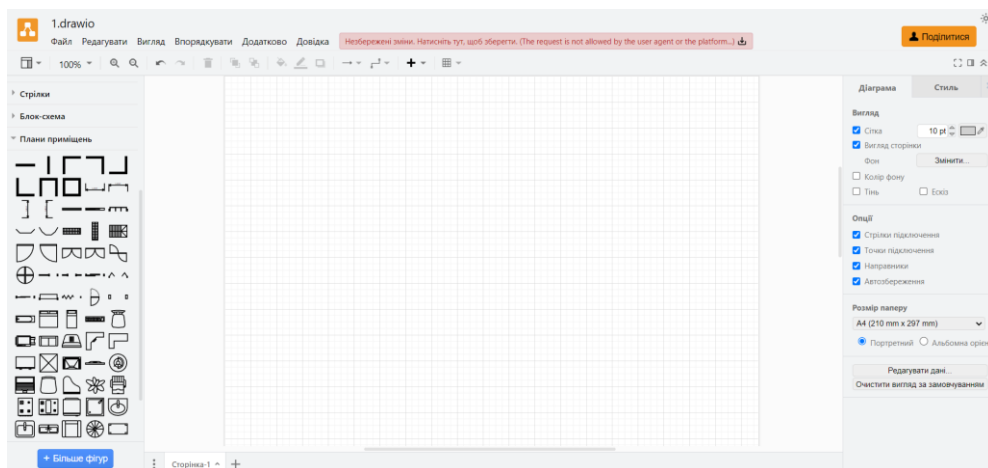 1.drawio
Файл Редагувати Вигляд Впорядкувати Додатково Довідка
Незбережені зміни. Натисніть тут, щоб зберегти. (The request is not allowed by the user agent or the platform...)
Поділитися
100%
Стрілки
Блок-схема
Плани приміщень
+ Більше фігур
Сторінка-1
Діаграма Стиль
Вигляд
Сітка 10 pt
Вигляд сторінки
Фон Змінити...
Колір фону
Тінь Ескіз
Опції
Стрілки підключення
Точки підключення
Направники
Автозбереження
Розмір паперу
A4 (210 mm x 297 mm)
Портретний Альбомна орієн
Редагувати дані...
Очистити вигляд за замовчуванням